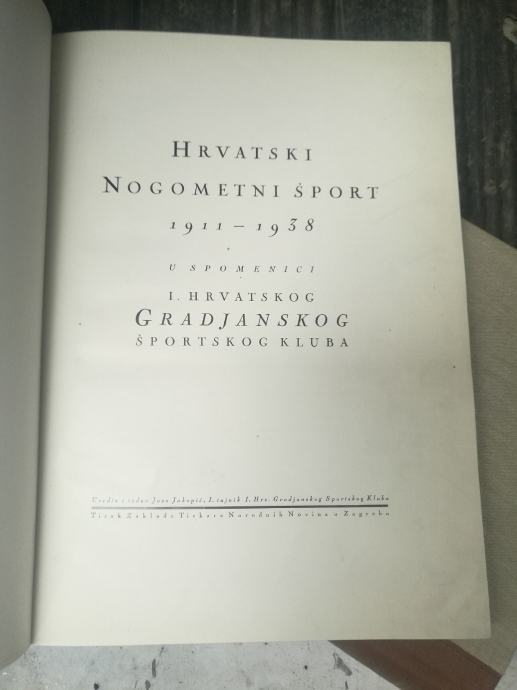 HRVATSKI
NOGOMETNI ŠPORT
1911 – 1938
U SPOMENICI
I. HRVATSKOG
GRADJANSKOG
ŠPORTSKOG KLUBA
Uredio i izdao Joso Jakopić, I. tajnik I. Hrv. Gradjanskog Športskog Kluba
Tisak Zaklade Tiskare Narodnih Novina u Zagrebu